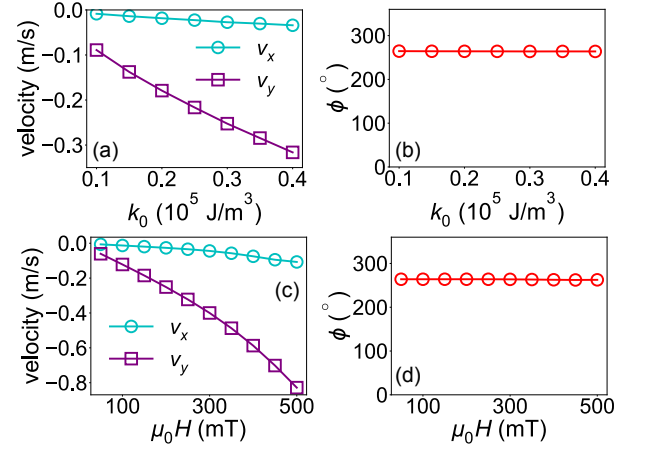 velocity (m/s)
0.0
−0.1
−0.2
−0.3
v_x
v_y
(a)
0.1 0.2 0.3 0.4
k_0 (10^5 J/m^3)
ϕ (°)
300
200
100
0
(b)
0.1 0.2 0.3 0.4
k_0 (10^5 J/m^3)
velocity (m/s)
0.0
−0.2
−0.4
−0.6
−0.8
(c)
v_x
v_y
100 300 500
μ_0H (mT)
ϕ (°)
300
200
100
0
(d)
100 300 500
μ_0H (mT)